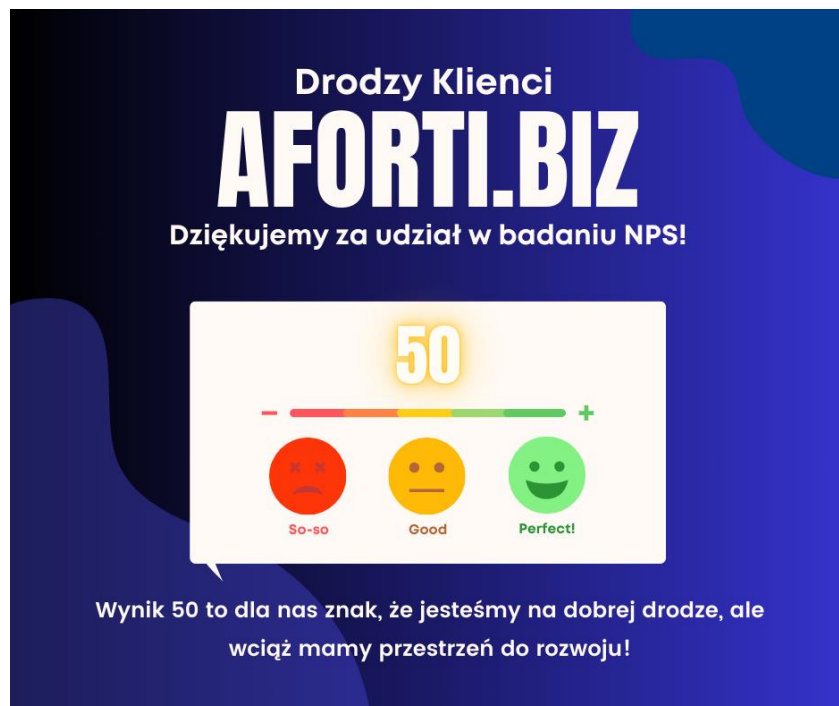 Drodzy Klienci
AFORTI.BIZ
Dziękujemy za udział w badaniu NPS!
50
− +
So-so Good Perfect!
Wynik 50 to dla nas znak, że jesteśmy na dobrej drodze, ale
wciąż mamy przestrzeń do rozwoju!